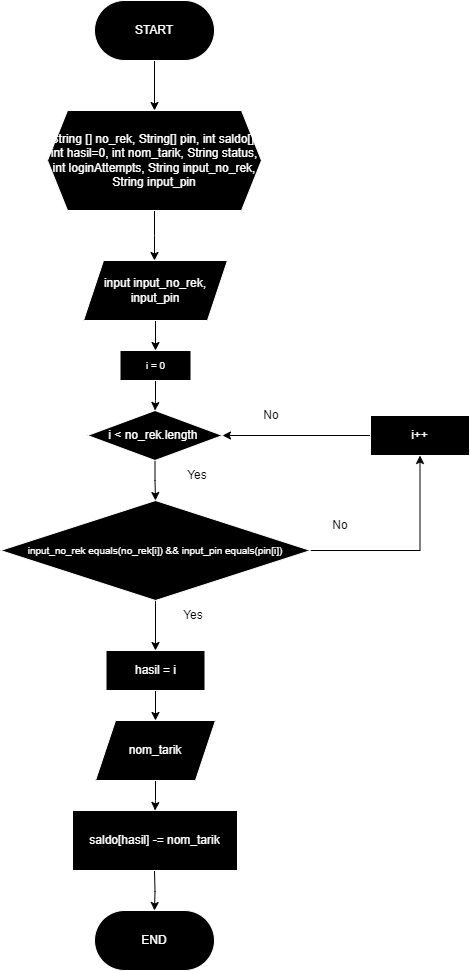 START
String [] no_rek, String[] pin, int saldo[],
int hasil=0, int nom_tarik, String status,
int loginAttempts, String input_no_rek,
String input_pin
input input_no_rek,
input_pin
i = 0
i < no_rek.length
No
i++
Yes
input_no_rek equals(no_rek[i]) && input_pin equals(pin[i])
No
Yes
hasil = i
nom_tarik
saldo[hasil] -= nom_tarik
END